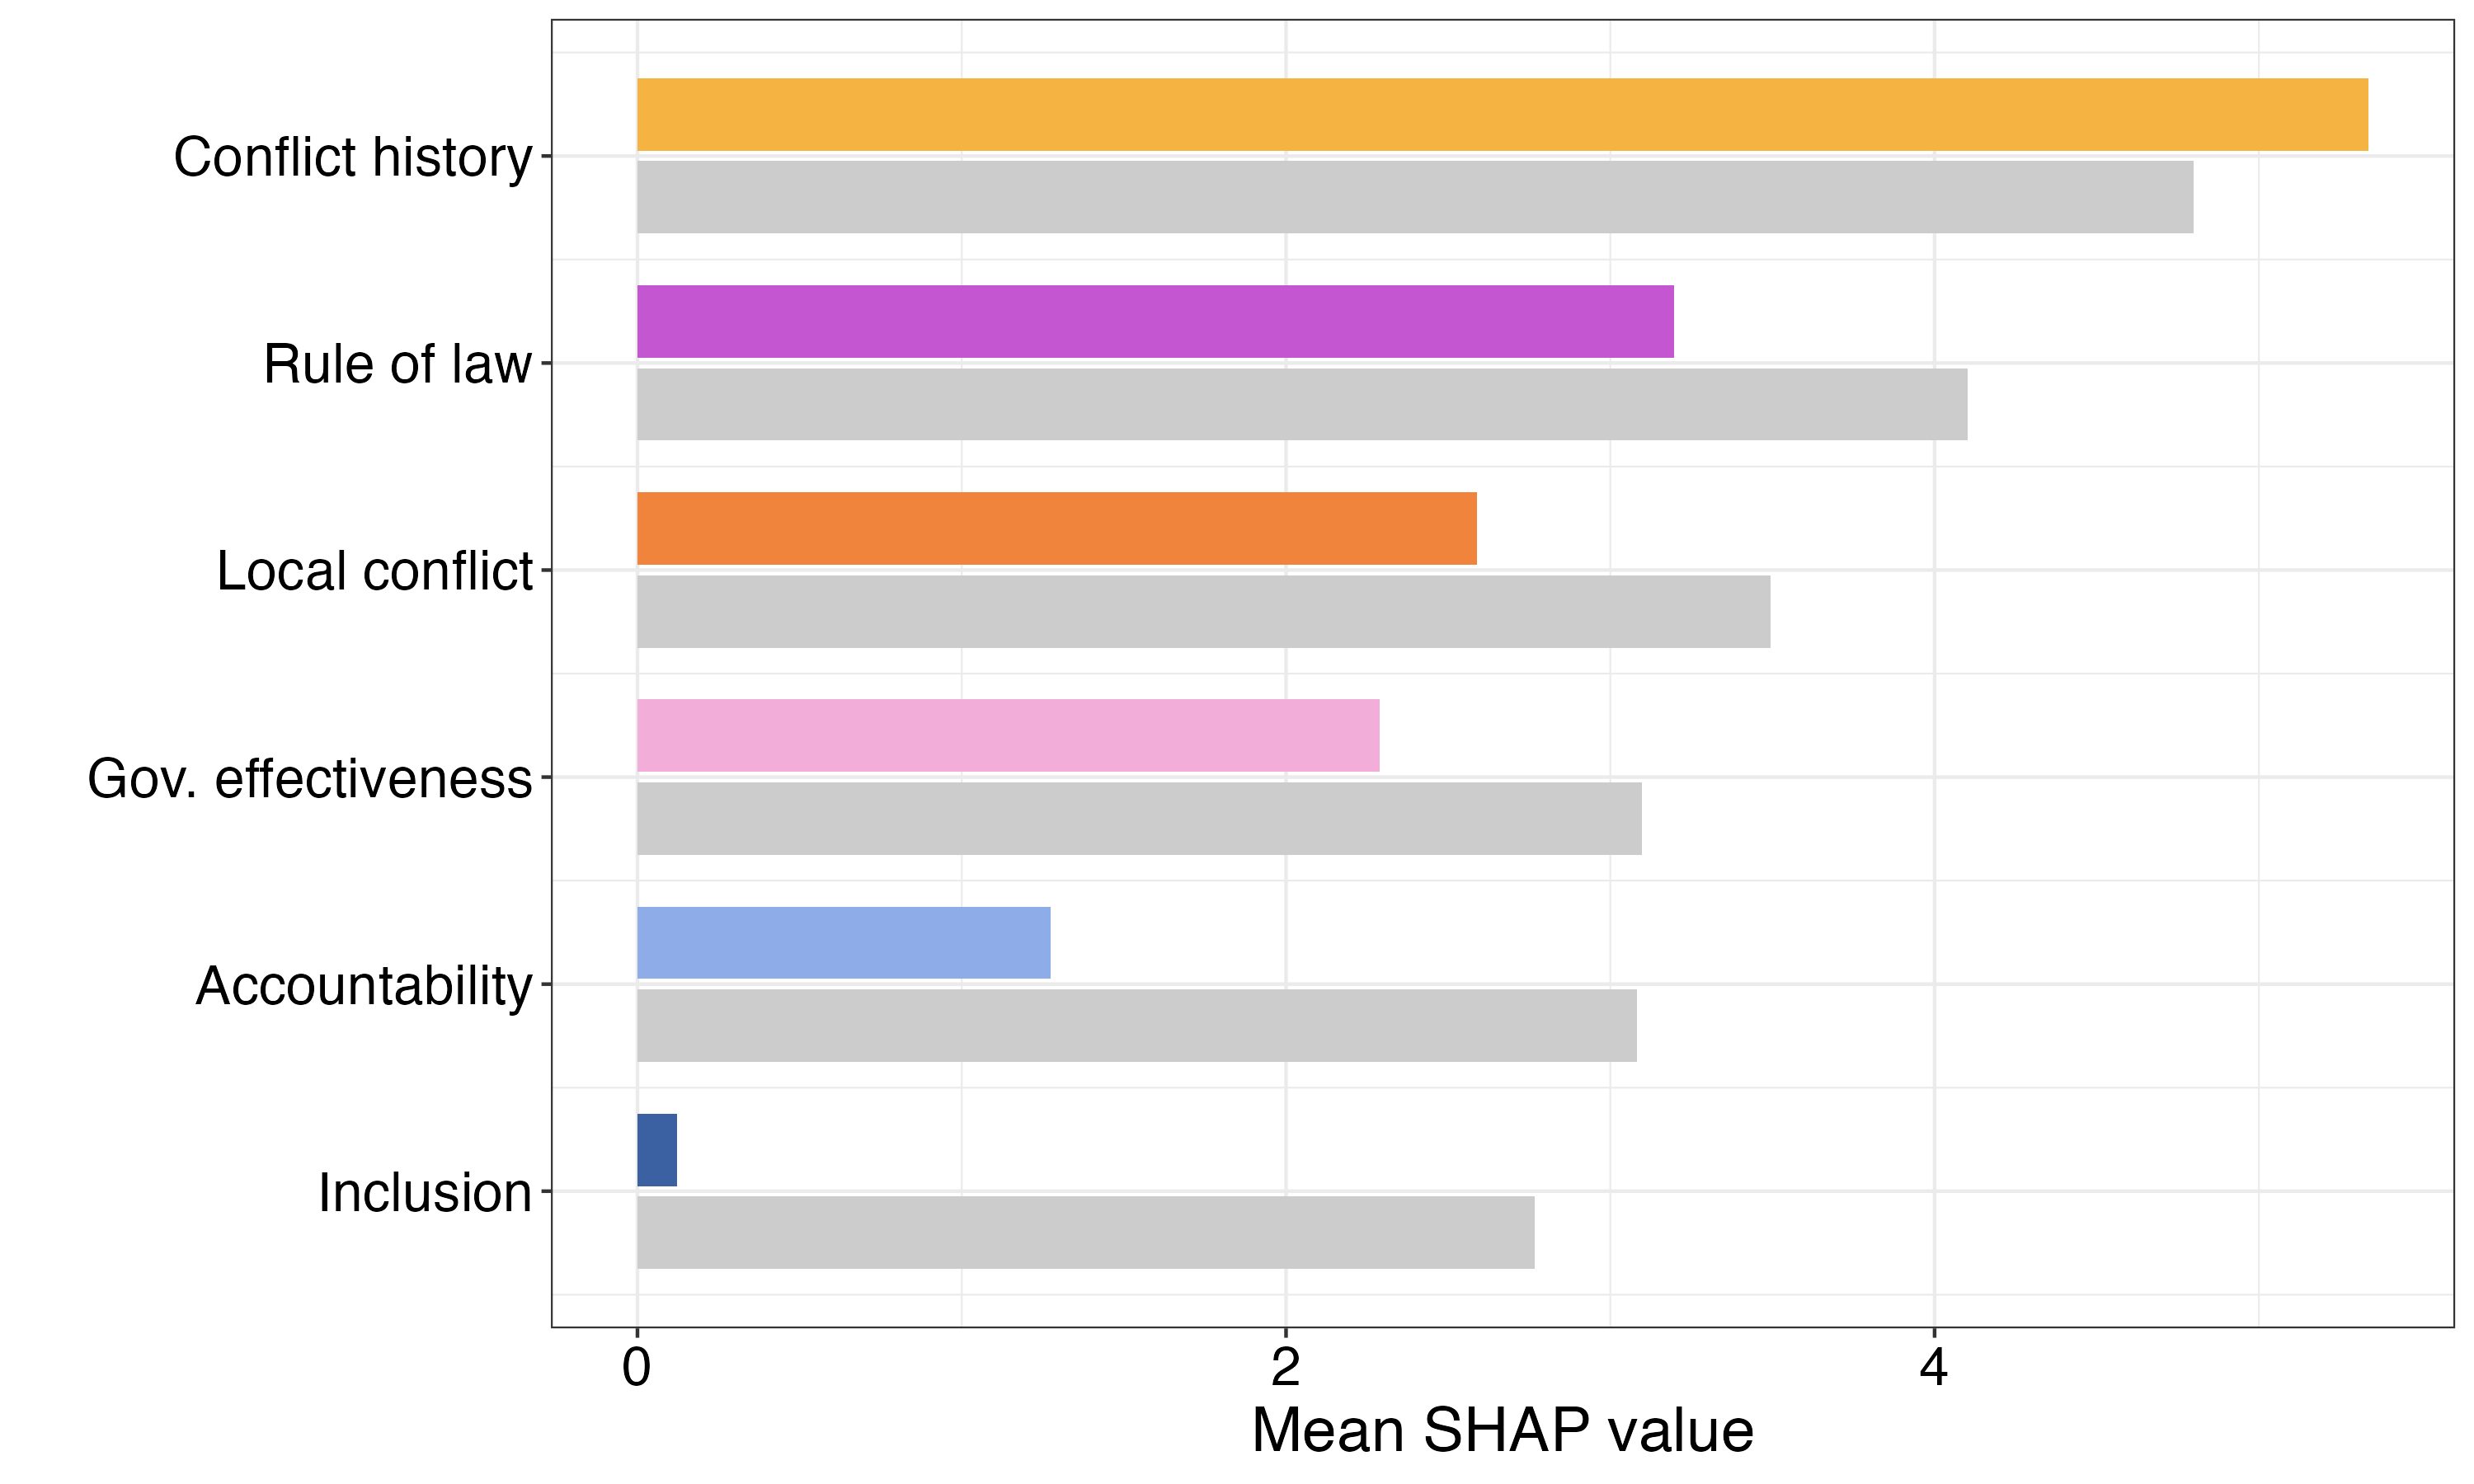 Conflict history
Rule of law
Local conflict
Gov. effectiveness
Accountability
Inclusion
0 2 4
Mean SHAP value